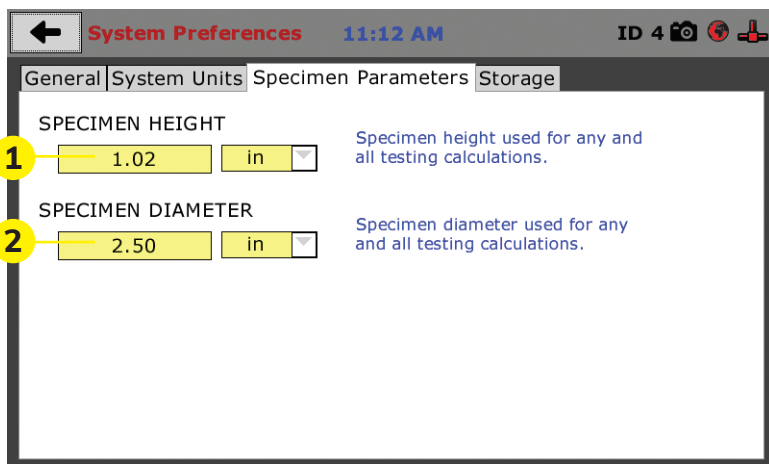 System Preferences 11:12 AM ID 4
General System Units Specimen Parameters Storage
SPECIMEN HEIGHT
1 1.02 in
Specimen height used for any and
all testing calculations.
SPECIMEN DIAMETER
2 2.50 in
Specimen diameter used for any
and all testing calculations.